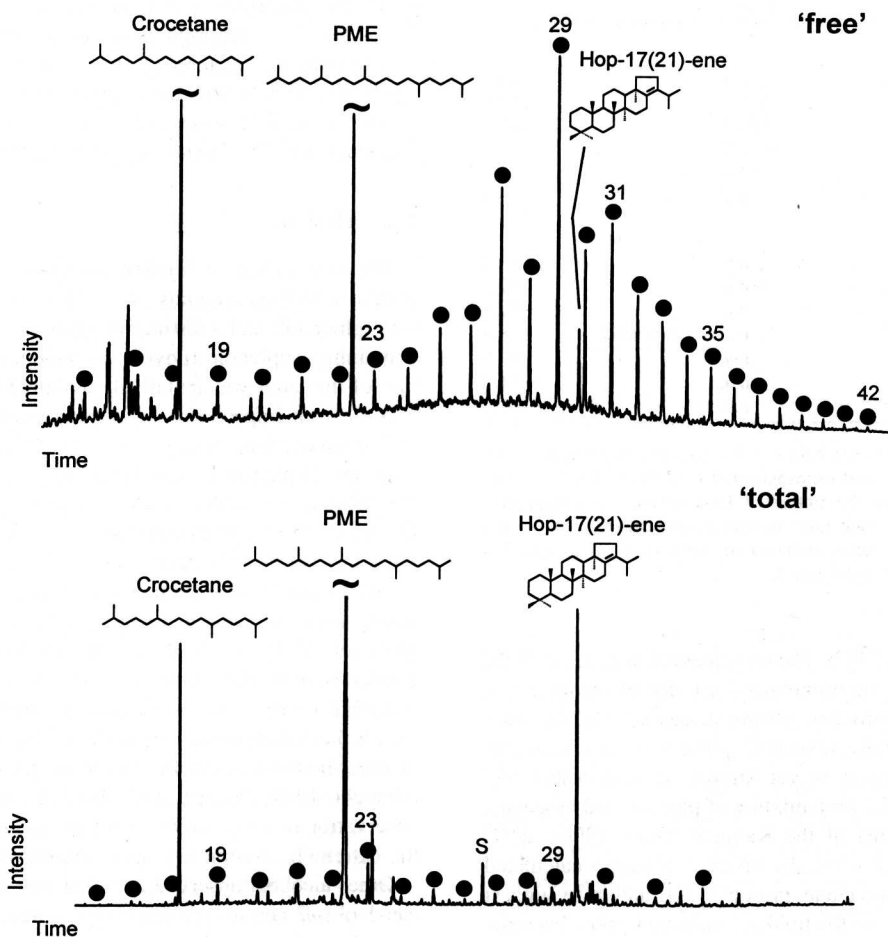 'free'
Crocetane
PME
29
Hop-17(21)-ene
31
19
23
35
42
Intensity
Time
'total'
PME
Hop-17(21)-ene
Crocetane
19
23
S
29
Intensity
Time